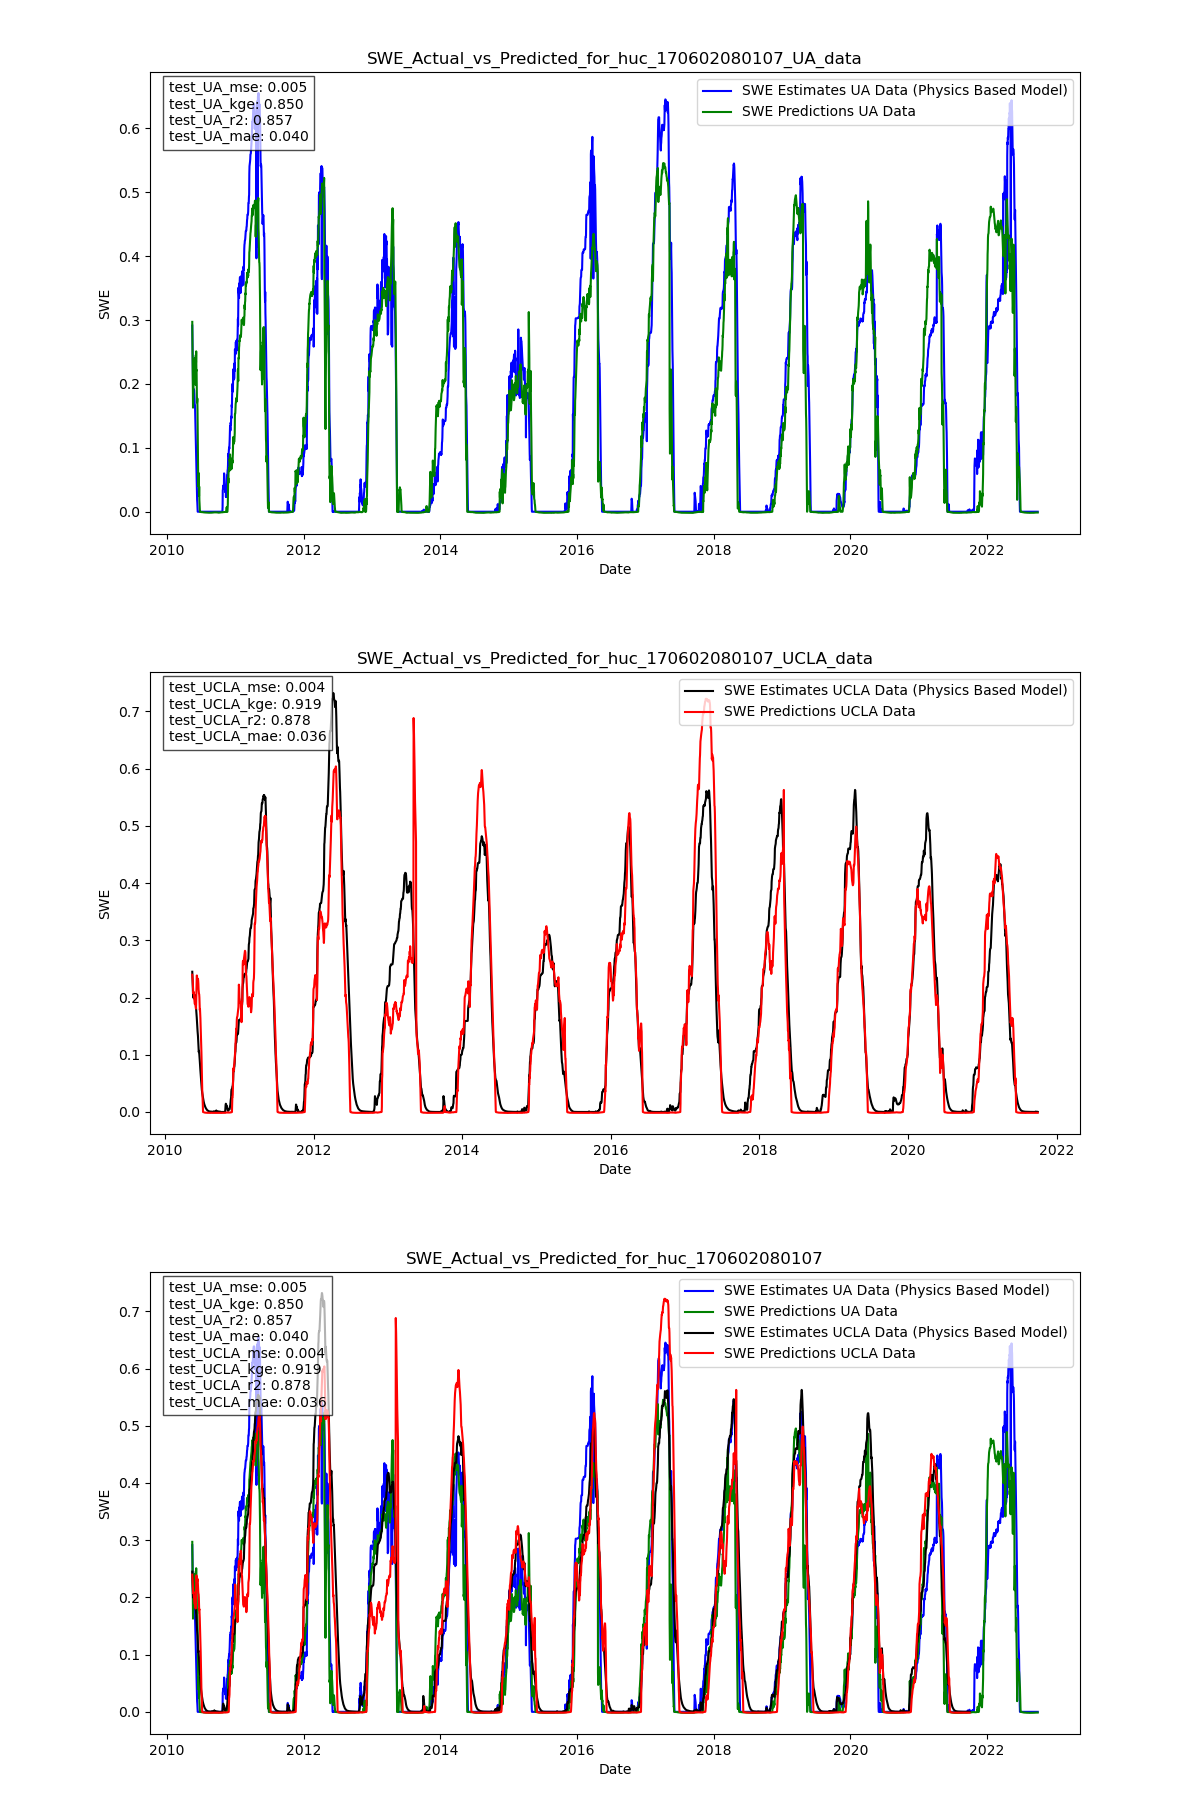 SWE_Actual_vs_Predicted_for_huc_170602080107_UA_data
test_UA_mse: 0.005
test_UA_kge: 0.850
test_UA_r2: 0.857
test_UA_mae: 0.040
SWE Estimates UA Data (Physics Based Model)
SWE Predictions UA Data
0.6
0.5
0.4
0.3
0.2
0.1
0.0
SWE
2010
2012
2014
2016
2018
2020
2022
Date
SWE_Actual_vs_Predicted_for_huc_170602080107_UCLA_data
test_UCLA_mse: 0.004
test_UCLA_kge: 0.919
test_UCLA_r2: 0.878
test_UCLA_mae: 0.036
SWE Estimates UCLA Data (Physics Based Model)
SWE Predictions UCLA Data
0.7
0.6
0.5
0.4
0.3
0.2
0.1
0.0
SWE
2010
2012
2014
2016
2018
2020
2022
Date
SWE_Actual_vs_Predicted_for_huc_170602080107
test_UA_mse: 0.005
test_UA_kge: 0.850
test_UA_r2: 0.857
test_UA_mae: 0.040
test_UCLA_mse: 0.004
test_UCLA_kge: 0.919
test_UCLA_r2: 0.878
test_UCLA_mae: 0.036
SWE Estimates UA Data (Physics Based Model)
SWE Predictions UA Data
SWE Estimates UCLA Data (Physics Based Model)
SWE Predictions UCLA Data
0.7
0.6
0.5
0.4
0.3
0.2
0.1
0.0
SWE
2010
2012
2014
2016
2018
2020
2022
Date